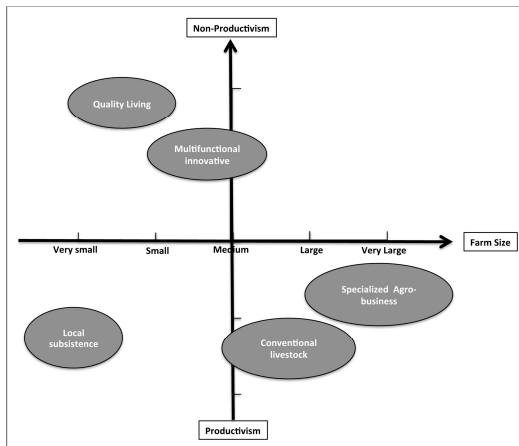 Non-Productivism
Quality Living
Multifunctional
innovative
Very small
Small
Medium
Large
Very Large
Farm Size
Specialized Agro-
business
Local
subsistence
Conventional
livestock
Productivism